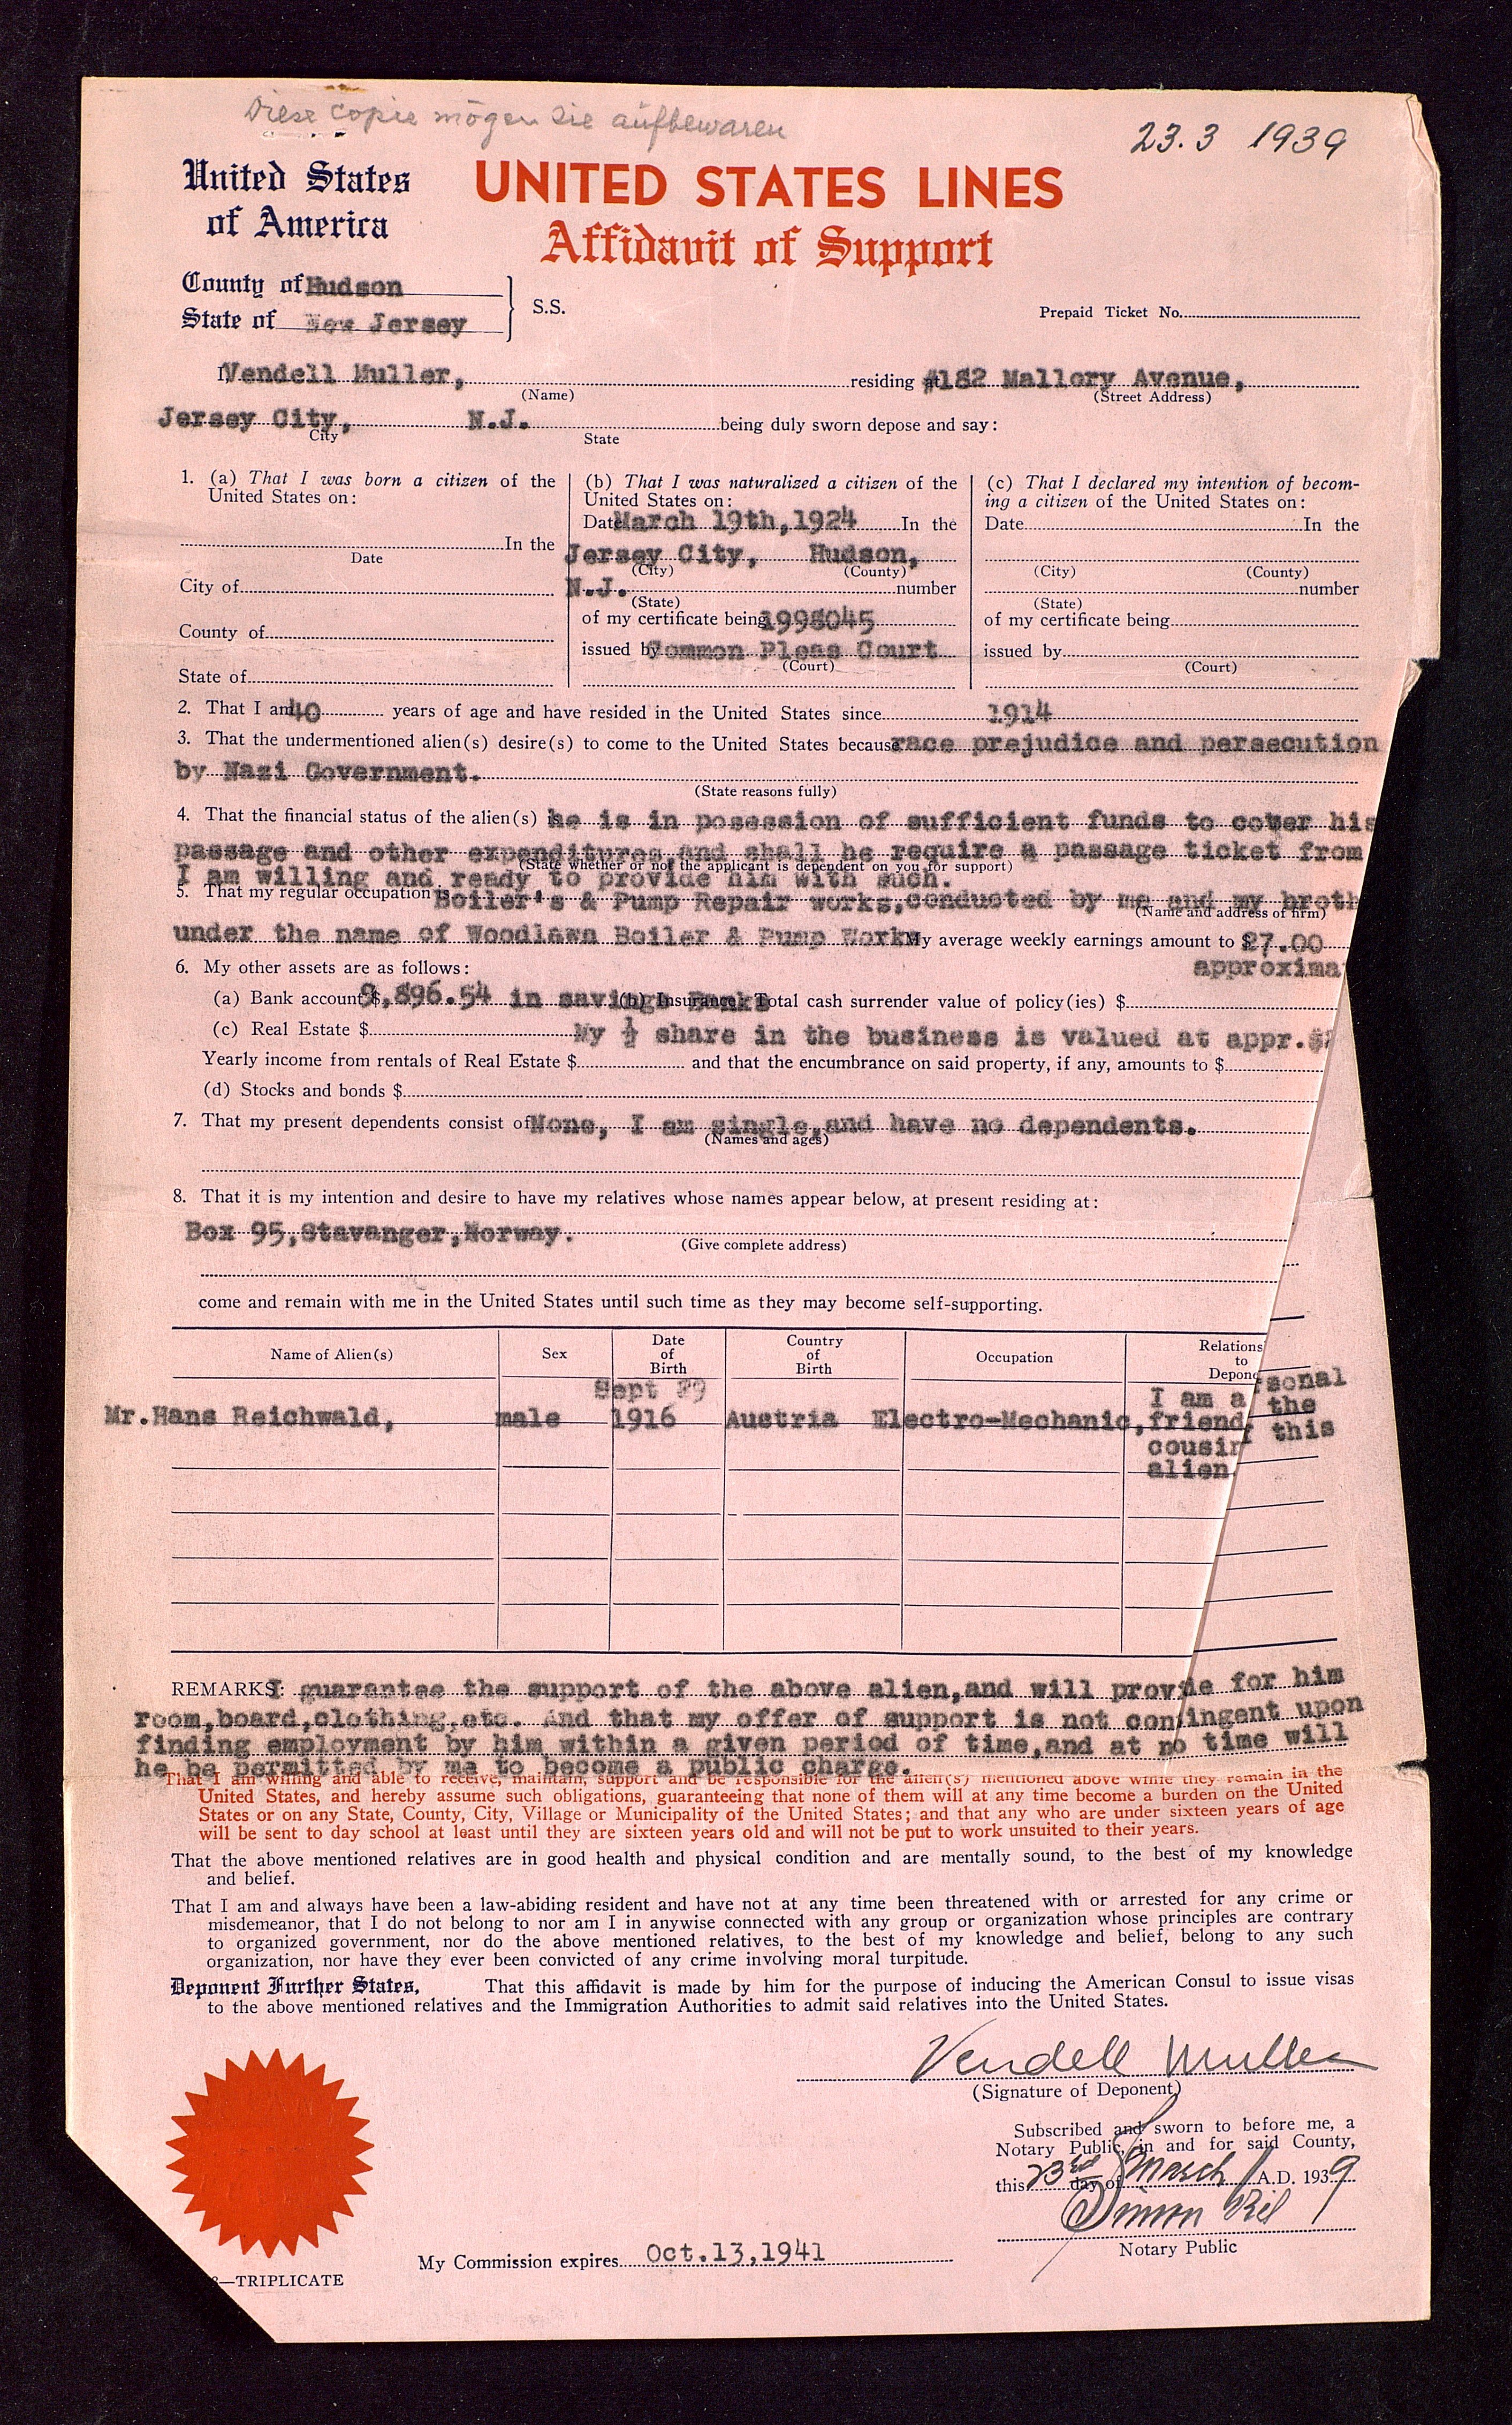 Diese copie mögen Sie aufbewaren
23.3 1939
United States
of America
UNITED STATES LINES
Affidavit of Support
County of Hudson
State of New Jersey
S.S.
Prepaid Ticket No.
I Vendell Muller, residing at #182 Mallory Avenue,
(Name) (Street Address)
Jersey City, N.J. being duly sworn depose and say:
City State
1. (a) That I was born a citizen of the
United States on:
In the
Date
City of
County of
State of
(b) That I was naturalized a citizen of the
United States on:
Date March 19th,1924 In the
Jersey City, Hudson,
(City) (County)
N.J. number
(State)
of my certificate being 1998045
issued by Common Pleas Court
(Court)
(c) That I declared my intention of becom-
ing a citizen of the United States on:
Date In the
(City) (County)
number
(State)
of my certificate being
issued by
(Court)
2. That I am 40 years of age and have resided in the United States since 1914
3. That the undermentioned alien(s) desire(s) to come to the United States because race prejudice and persecution
by Nazi Government.
(State reasons fully)
4. That the financial status of the alien(s) is he is in posession of sufficient funds to cover his
passage and other expenditures,and shall he require a passage ticket from
(State whether or not the applicant is dependent on you for support)
I am willing and ready to provide him with such.
5. That my regular occupation is Boiler's & Pump Repair works,conducted by me and my broth
(Name and address of firm)
under the name of Woodlawn Boiler & Pump Works My average weekly earnings amount to $ 27.00
approxima
6. My other assets are as follows:
(a) Bank account $ 9,896.54 in savings Banks (b) Insurance: Total cash surrender value of policy(ies) $
(c) Real Estate $ My ½ share in the business is valued at appr.$
Yearly income from rentals of Real Estate $ and that the encumbrance on said property, if any, amounts to $
(d) Stocks and bonds $
7. That my present dependents consist of None, I am single,and have no dependents.
(Names and ages)
8. That it is my intention and desire to have my relatives whose names appear below, at present residing at:
Box 95,Stavanger,Norway.
(Give complete address)
come and remain with me in the United States until such time as they may become self-supporting.
Name of Alien(s) Sex Date of Birth Country of Birth Occupation Relations to Depone
Mr.Hans Reichwald, male Sept 29 1916 Austria Electro-Mechanic,
I am a rsonal
friend, the
cousin f this
alien.
REMARKS: I guarantee the support of the above alien,and will provide for him
room,board,clothing,etc. And that my offer of support is not contingent upon
finding employment by him within a given period of time,and at no time will
he be permitted by me to become a public charge.
That I am willing and able to receive, maintain, support and be responsible for the alien(s) mentioned above while they remain in the
United States, and hereby assume such obligations, guaranteeing that none of them will at any time become a burden on the United
States or on any State, County, City, Village or Municipality of the United States; and that any who are under sixteen years of age
will be sent to day school at least until they are sixteen years old and will not be put to work unsuited to their years.
That the above mentioned relatives are in good health and physical condition and are mentally sound, to the best of my knowledge
and belief.
That I am and always have been a law-abiding resident and have not at any time been threatened with or arrested for any crime or
misdemeanor, that I do not belong to nor am I in anywise connected with any group or organization whose principles are contrary
to organized government, nor do the above mentioned relatives, to the best of my knowledge and belief, belong to any such
organization, nor have they ever been convicted of any crime involving moral turpitude.
Deponent Further States, That this affidavit is made by him for the purpose of inducing the American Consul to issue visas
to the above mentioned relatives and the Immigration Authorities to admit said relatives into the United States.
Vendell Muller
(Signature of Deponent)
Subscribed and sworn to before me, a
Notary Public, in and for said County,
this 23rd day of March A.D. 1939
Simon
Notary Public
My Commission expires Oct.13,1941
—TRIPLICATE